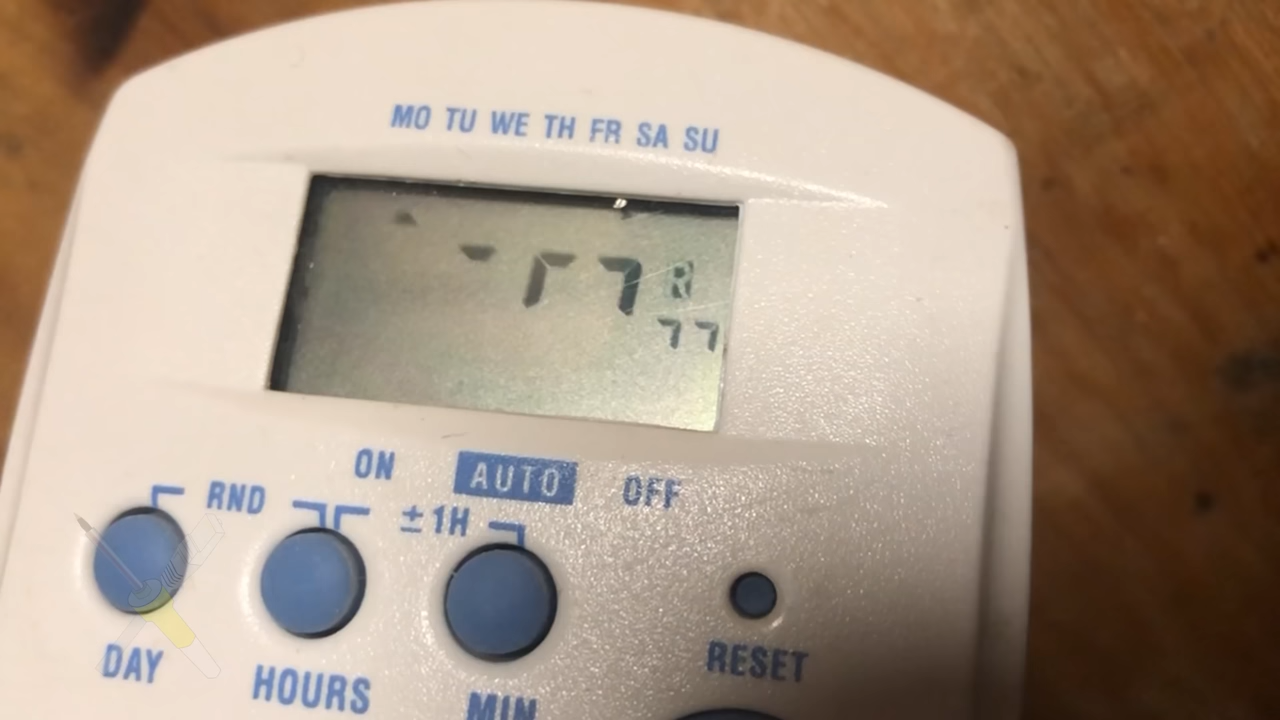 MO TU WE TH FR SA SU
R
ON AUTO OFF
RND ±1H
DAY HOURS MIN RESET